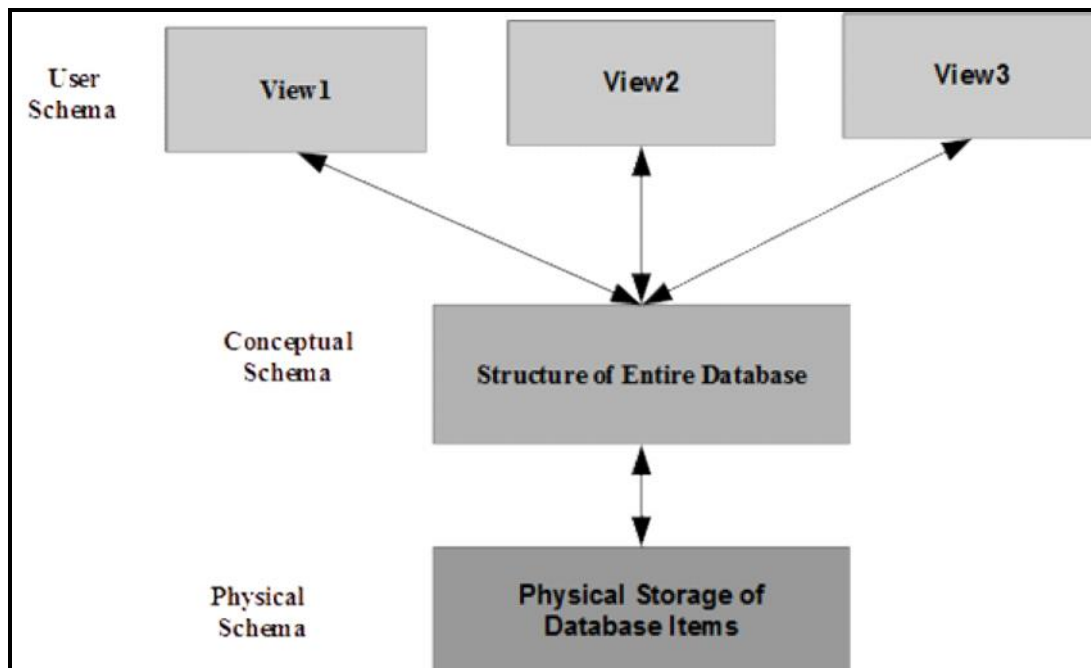 User
Schema
View1
View2
View3
Conceptual
Schema
Structure of Entire Database
Physical
Schema
Physical Storage of
Database Items